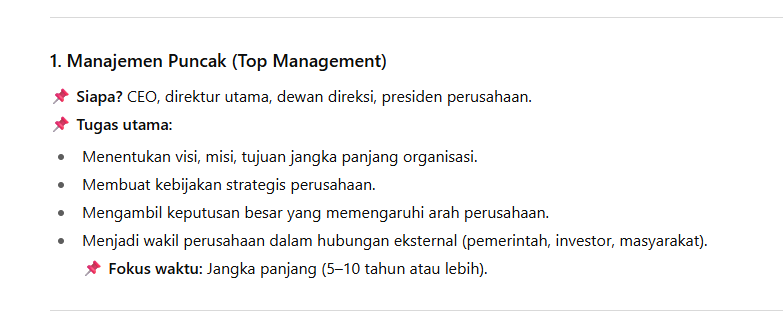 1. Manajemen Puncak (Top Management)
📌 Siapa? CEO, direktur utama, dewan direksi, presiden perusahaan.
📌 Tugas utama:
• Menentukan visi, misi, tujuan jangka panjang organisasi.
• Membuat kebijakan strategis perusahaan.
• Mengambil keputusan besar yang memengaruhi arah perusahaan.
• Menjadi wakil perusahaan dalam hubungan eksternal (pemerintah, investor, masyarakat).
📌 Fokus waktu: Jangka panjang (5–10 tahun atau lebih).